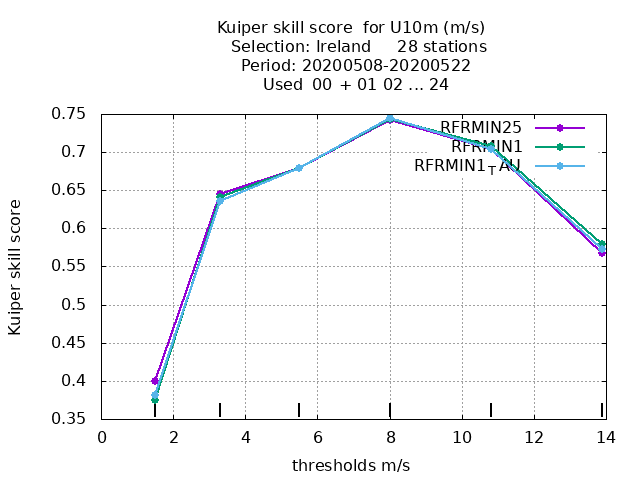 Kuiper skill score  for U10m (m/s)
Selection: Ireland     28 stations
Period: 20200508-20200522
Used  00 + 01 02 ... 24
Kuiper skill score
0.75
0.7
0.65
0.6
0.55
0.5
0.45
0.4
0.35
RFRMIN25
RFRMIN1
RFRMIN1TAU
0 2 4 6 8 10 12 14
thresholds m/s